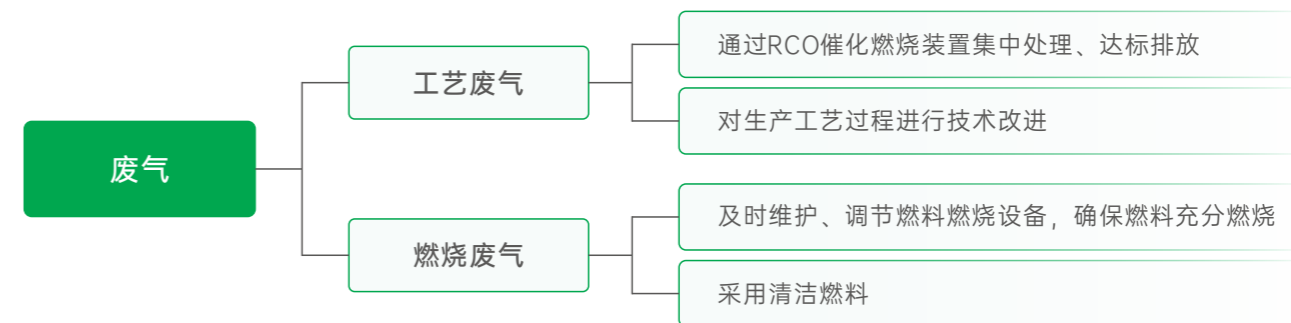 废气
工艺废气
通过RCO催化燃烧装置集中处理、达标排放
对生产工艺过程进行技术改进
燃烧废气
及时维护、调节燃料燃烧设备，确保燃料充分燃烧
采用清洁燃料